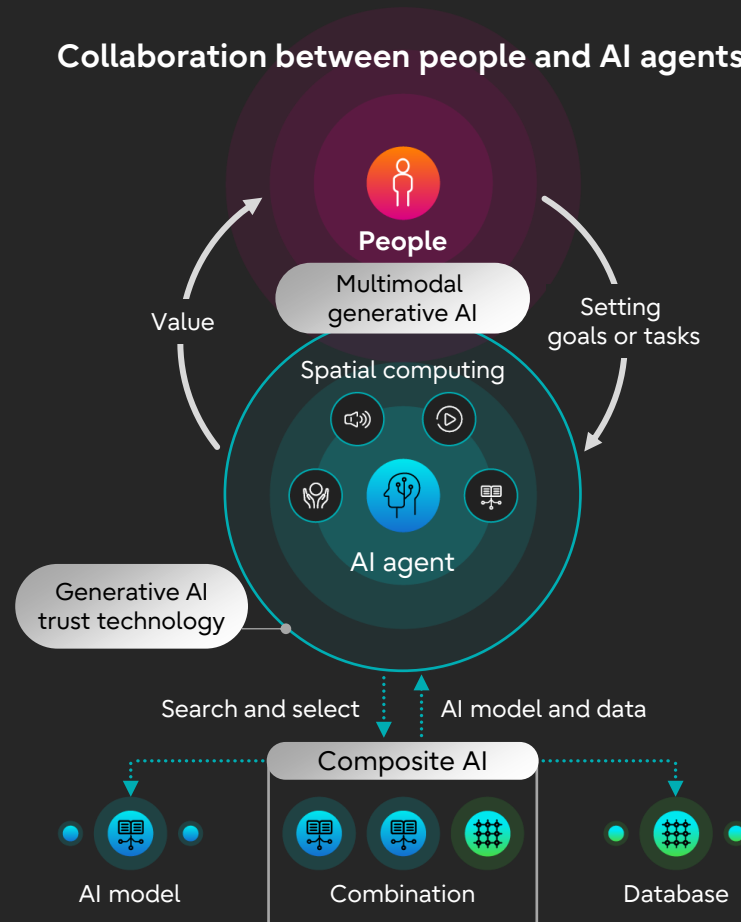 Collaboration between people and AI agents
People
Multimodal
generative AI
Value
Setting
goals or tasks
Spatial computing
AI agent
Generative AI
trust technology
Search and select
AI model and data
Composite AI
AI model
Combination
Database